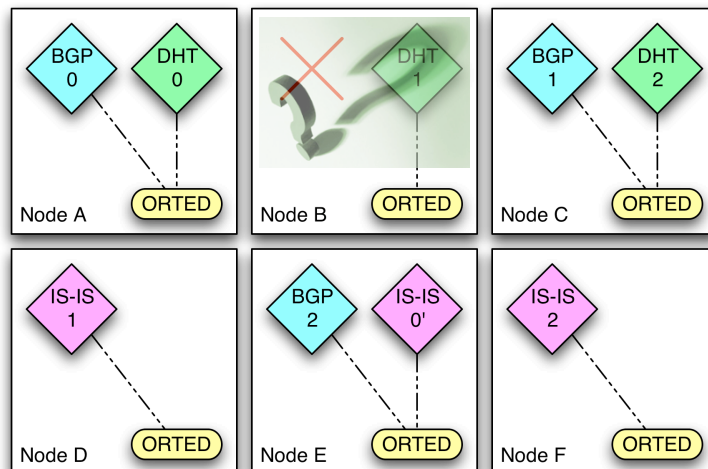 BGP
0
DHT
0
ORTED
Node A
DHT
1
ORTED
Node B
BGP
1
DHT
2
ORTED
Node C
IS-IS
1
ORTED
Node D
BGP
2
IS-IS
0'
ORTED
Node E
IS-IS
2
ORTED
Node F